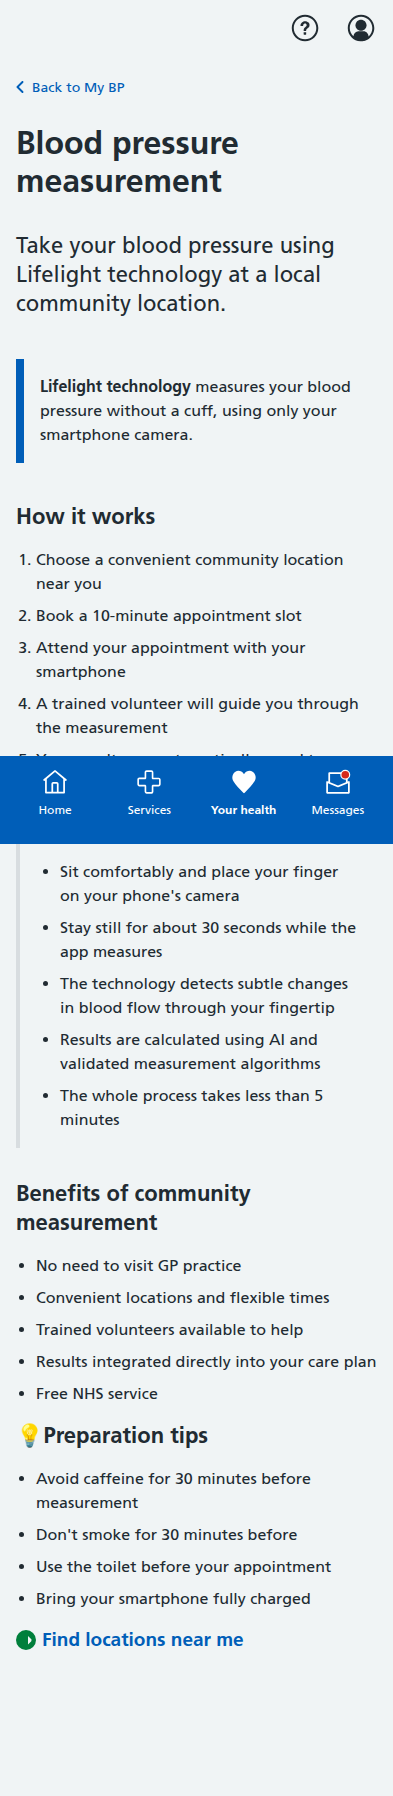 Back to My BP
Blood pressure
measurement
Take your blood pressure using
Lifelight technology at a local
community location.
Lifelight technology measures your blood
pressure without a cuff, using only your
smartphone camera.
How it works
1. Choose a convenient community location
near you
2. Book a 10-minute appointment slot
3. Attend your appointment with your
smartphone
4. A trained volunteer will guide you through
the measurement
Home
Services
Your health
Messages
• Sit comfortably and place your finger
on your phone's camera
• Stay still for about 30 seconds while the
app measures
• The technology detects subtle changes
in blood flow through your fingertip
• Results are calculated using AI and
validated measurement algorithms
• The whole process takes less than 5
minutes
Benefits of community
measurement
• No need to visit GP practice
• Convenient locations and flexible times
• Trained volunteers available to help
• Results integrated directly into your care plan
• Free NHS service
💡Preparation tips
• Avoid caffeine for 30 minutes before
measurement
• Don't smoke for 30 minutes before
• Use the toilet before your appointment
• Bring your smartphone fully charged
Find locations near me